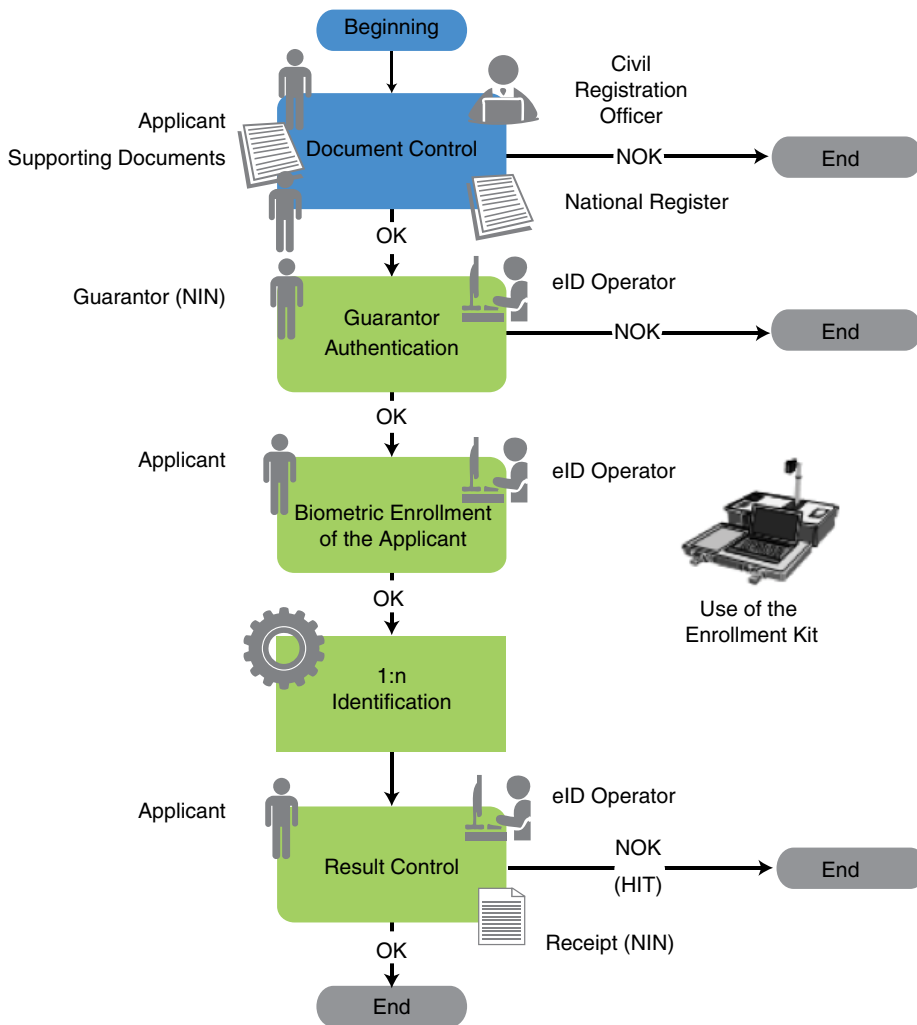 Beginning
Civil
Registration
Officer
Applicant
Supporting Documents
Document Control
NOK
End
National Register
OK
Guarantor (NIN)
eID Operator
Guarantor
Authentication
NOK
End
OK
Applicant
eID Operator
Biometric Enrollment
of the Applicant
Use of the
Enrollment Kit
OK
1:n
Identification
Applicant
eID Operator
Result Control
NOK
(HIT)
End
Receipt (NIN)
OK
End